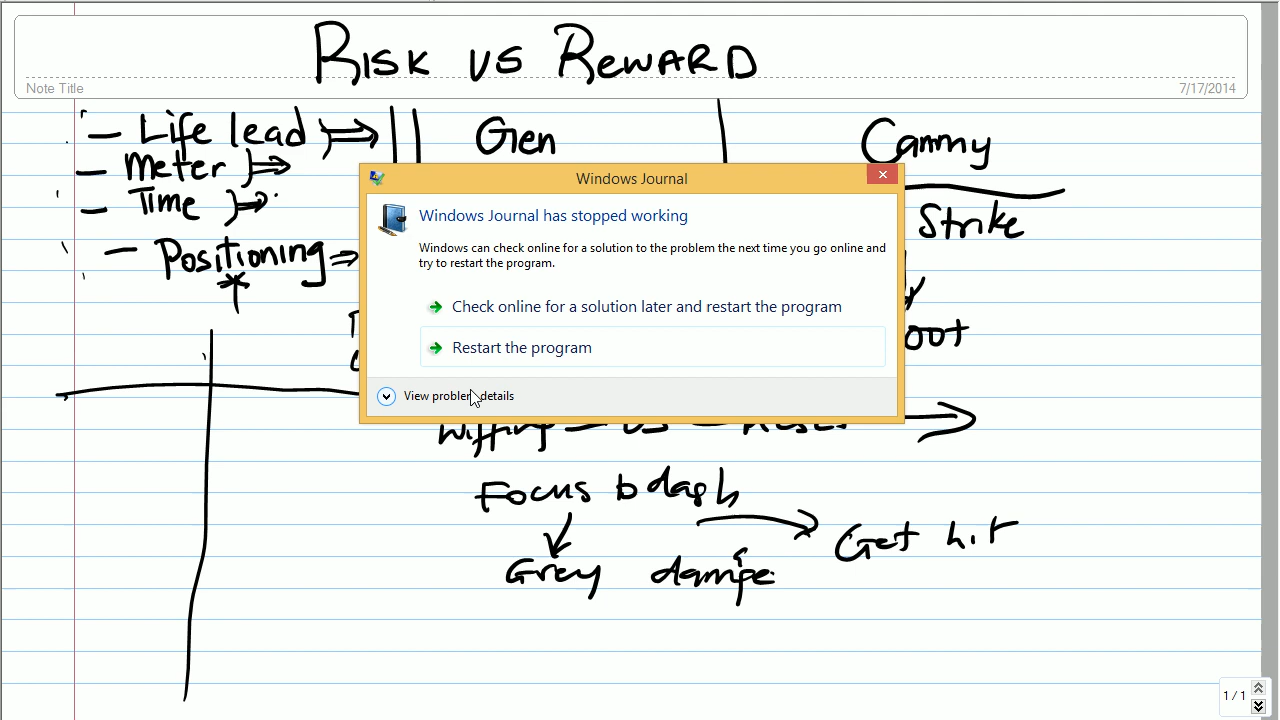 RISK VS REWARD
Note Title
7/17/2014
- Life lead
Gen
Cammy
- Meter
- Time
Strike
- Positioning
Windows Journal
Windows Journal has stopped working
Windows can check online for a solution to the problem the next time you go online and
try to restart the program.
Check online for a solution later and restart the program
Restart the program
View problem details
Focus bdash
Get hit
Grey damage
1 / 1